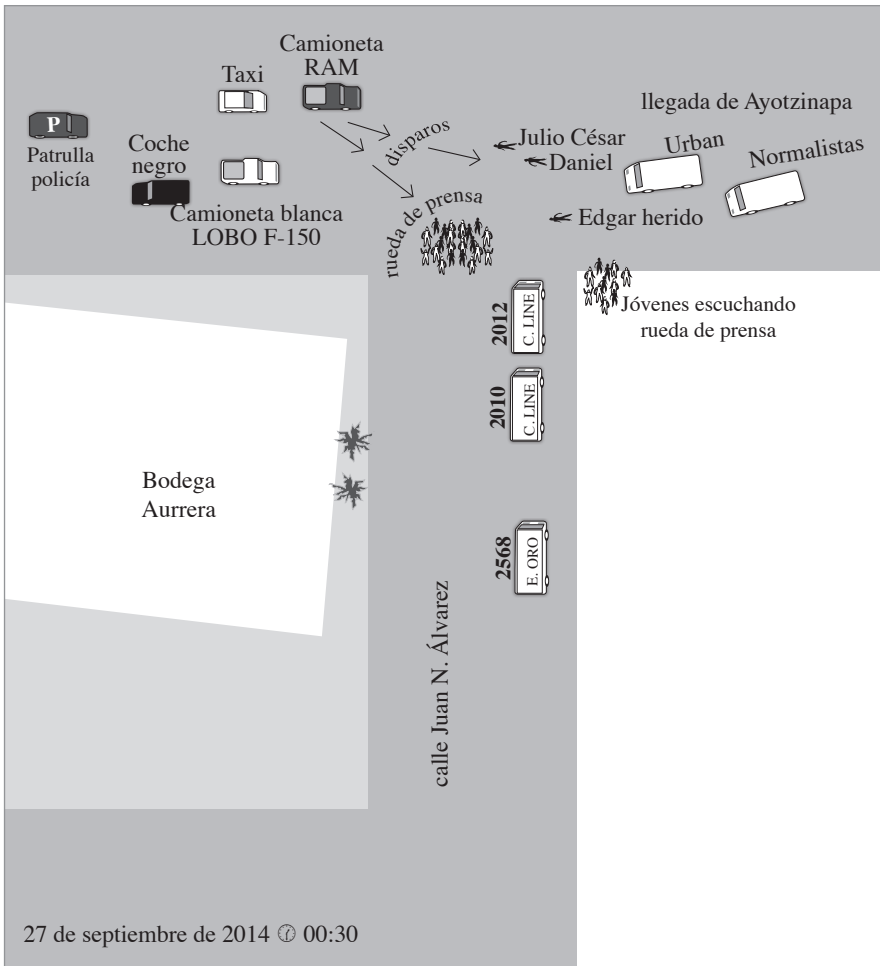 Camioneta
RAM
Taxi
P
Patrulla
policía
Coche
negro
Camioneta blanca
LOBO F-150
disparos
rueda de prensa
Julio César
Daniel
Edgar herido
llegada de Ayotzinapa
Urban
Normalistas
Jóvenes escuchando
rueda de prensa
2012
C. LINE
2010
C. LINE
2568
E. ORO
Bodega
Aurrera
calle Juan N. Álvarez
27 de septiembre de 2014 🕜 00:30